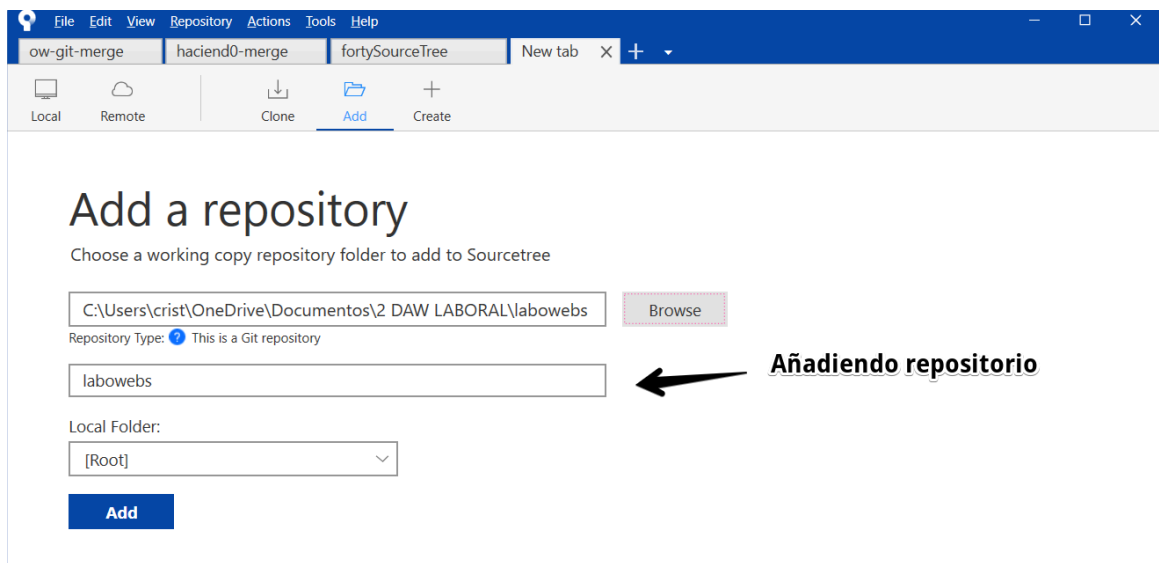 File Edit View Repository Actions Tools Help
ow-git-merge haciend0-merge fortySourceTree New tab
Local Remote Clone Add Create
Add a repository
Choose a working copy repository folder to add to Sourcetree
C:\Users\crist\OneDrive\Documentos\2 DAW LABORAL\labowebs Browse
Repository Type: ? This is a Git repository
Añadiendo repositorio
labowebs
Local Folder:
[Root]
Add